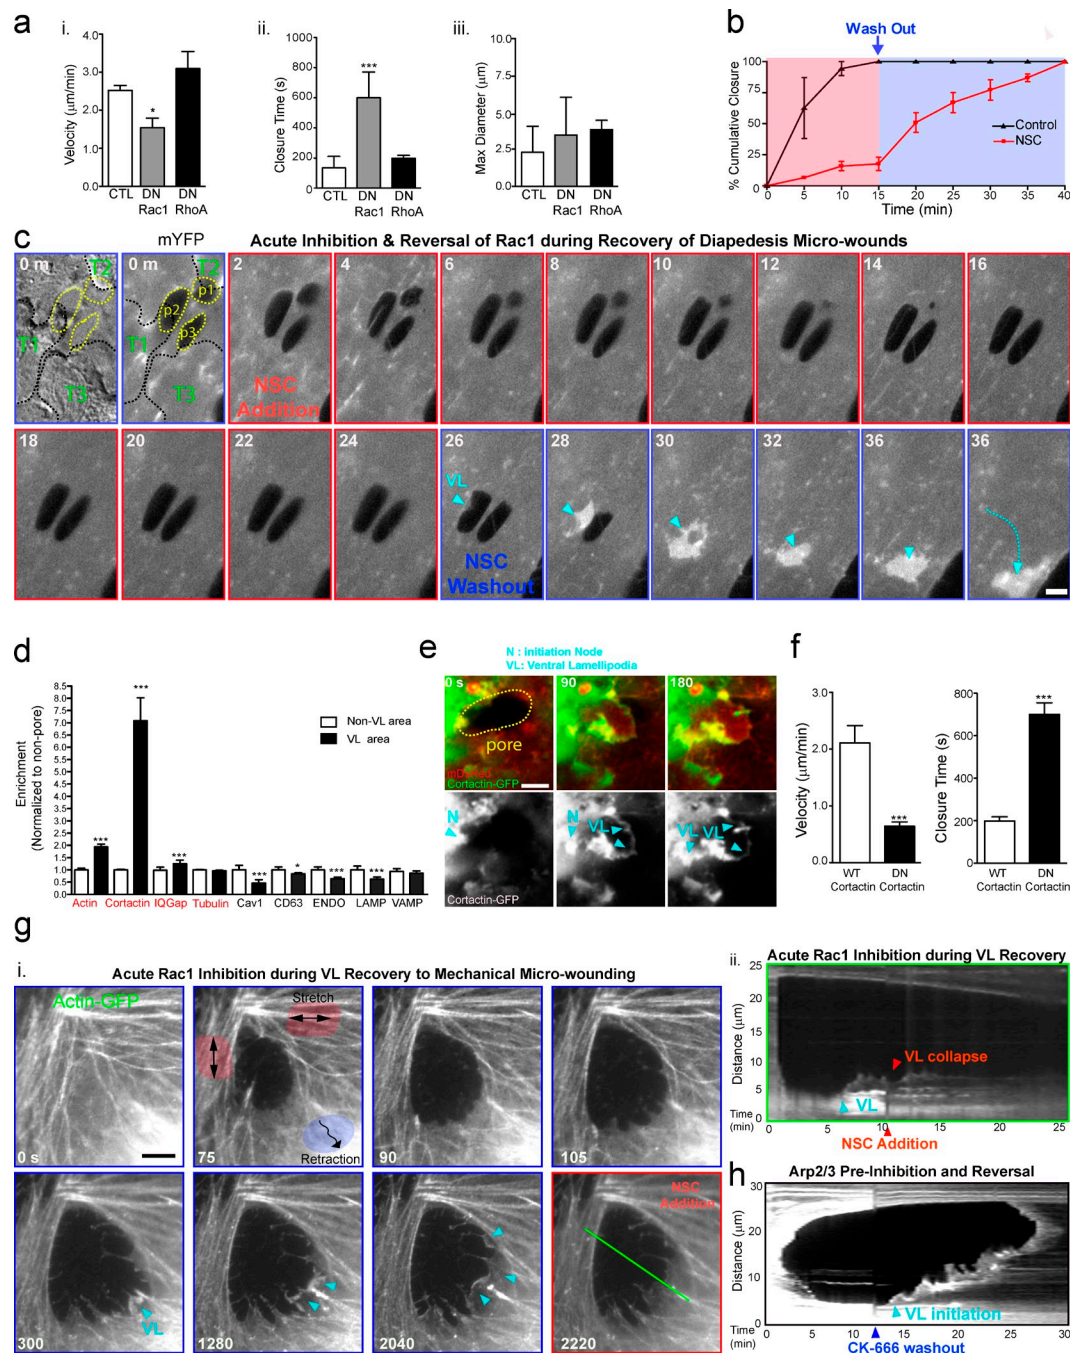 a
i.
Velocity (μm/min)
4.0
3.0
2.0
1.0
0.0
*
CTL
DN
Rac1
DN
RhoA
ii.
Closure Time (s)
1000
800
600
400
200
0
***
CTL
DN
Rac1
DN
RhoA
iii.
Max Diameter (μm)
10.0
7.5
5.0
2.5
0.0
CTL
DN
Rac1
DN
RhoA
b
Wash Out
% Cumulative Closure
100
75
50
25
0
Control
NSC
0 5 10 15 20 25 30 35 40
Time (min)
c
mYFP
Acute Inhibition & Reversal of Rac1 during Recovery of Diapedesis Micro-wounds
0 m
T2
T1
T3
0 m
T2
p1
p2
p3
T1
T3
2
NSC
Addition
4
6
8
10
12
14
16
18
20
22
24
26
VL
NSC
Washout
28
30
32
36
36
d
Enrichment
(Normalized to non-pore)
8.5
8.0
7.5
7.0
6.5
6.0
5.5
5.0
4.5
4.0
3.5
3.0
2.5
2.0
1.5
1.0
0.5
0.0
Non-VL area
VL area
***
***
***
***
*
***
***
Actin Cortactin IQGap Tubulin Cav1 CD63 ENDO LAMP VAMP
e
N : initiation Node
VL: Ventral Lamellipodia
0 s
pore
mDsRed
Cortactin-GFP
90
180
N
Cortactin-GFP
N
VL
VL
VL
f
Velocity (μm/min)
3.0
2.0
1.0
0.0
***
WT
Cortactin
DN
Cortactin
Closure Time (s)
800
600
400
200
0
***
WT
Cortactin
DN
Cortactin
g
i.
Acute Rac1 Inhibition during VL Recovery to Mechanical Micro-wounding
Actin-GFP
0 s
Stretch
Retraction
75
90
105
VL
300
1280
2040
NSC
Addition
2220
ii.
Acute Rac1 Inhibition during VL Recovery
Distance (μm)
25
20
15
10
5
0
VL collapse
VL
Time
(min)
0 5 10 15 20 25
NSC Addition
h
Arp2/3 Pre-Inhibition and Reversal
Distance (μm)
30
20
10
0
VL initiation
Time
(min)
5 10 15 20 25 30
CK-666 washout